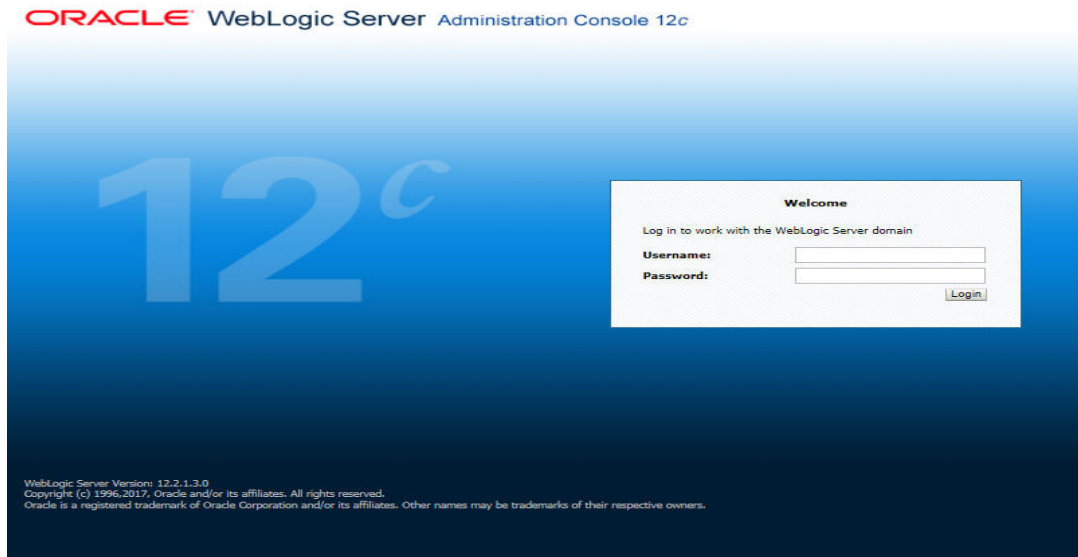 ORACLE WebLogic Server Administration Console 12c
12c
Welcome
Log in to work with the WebLogic Server domain
Username:
Password:
Login
WebLogic Server Version: 12.2.1.3.0
Copyright (c) 1996,2017, Oracle and/or its affiliates. All rights reserved.
Oracle is a registered trademark of Oracle Corporation and/or its affiliates. Other names may be trademarks of their respective owners.